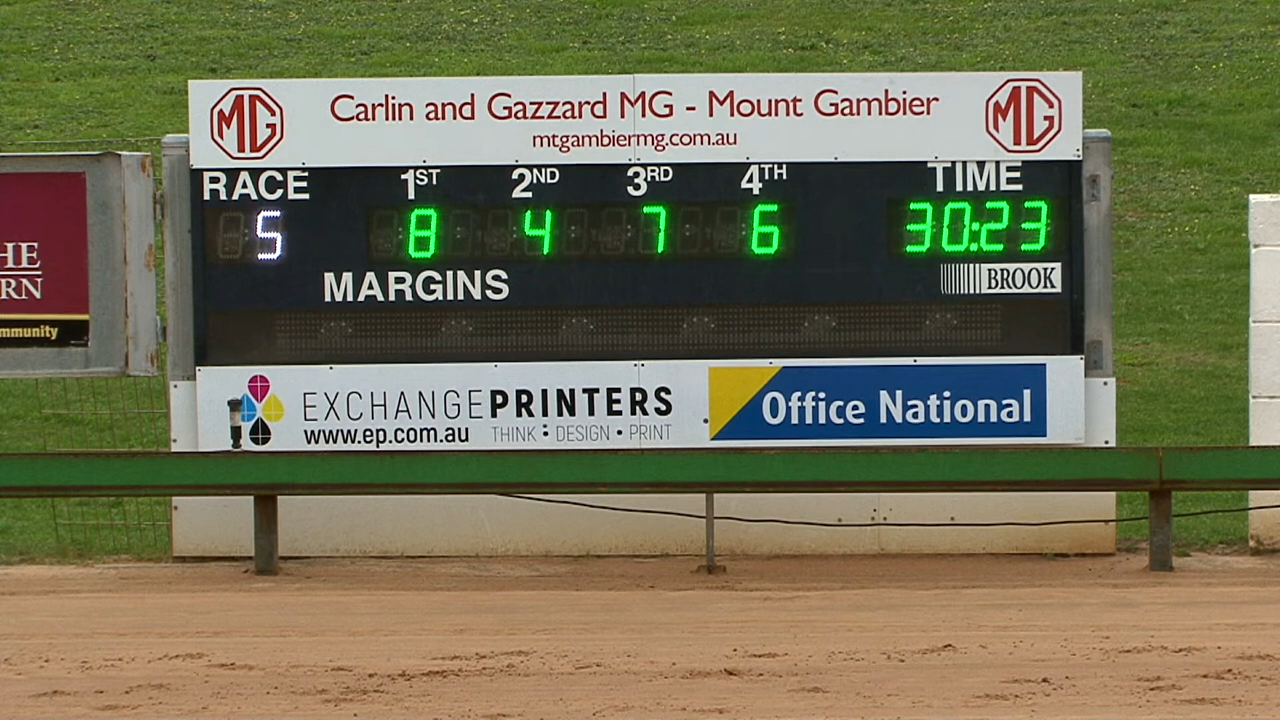 MG Carlin and Gazzard MG - Mount Gambier MG
mtgambiermg.com.au
RACE 1ST 2ND 3RD 4TH TIME
5 8 4 7 6 30:23
MARGINS BROOK
HE
RN
mmunity
EXCHANGEPRINTERS
www.ep.com.au THINK • DESIGN • PRINT
Office National